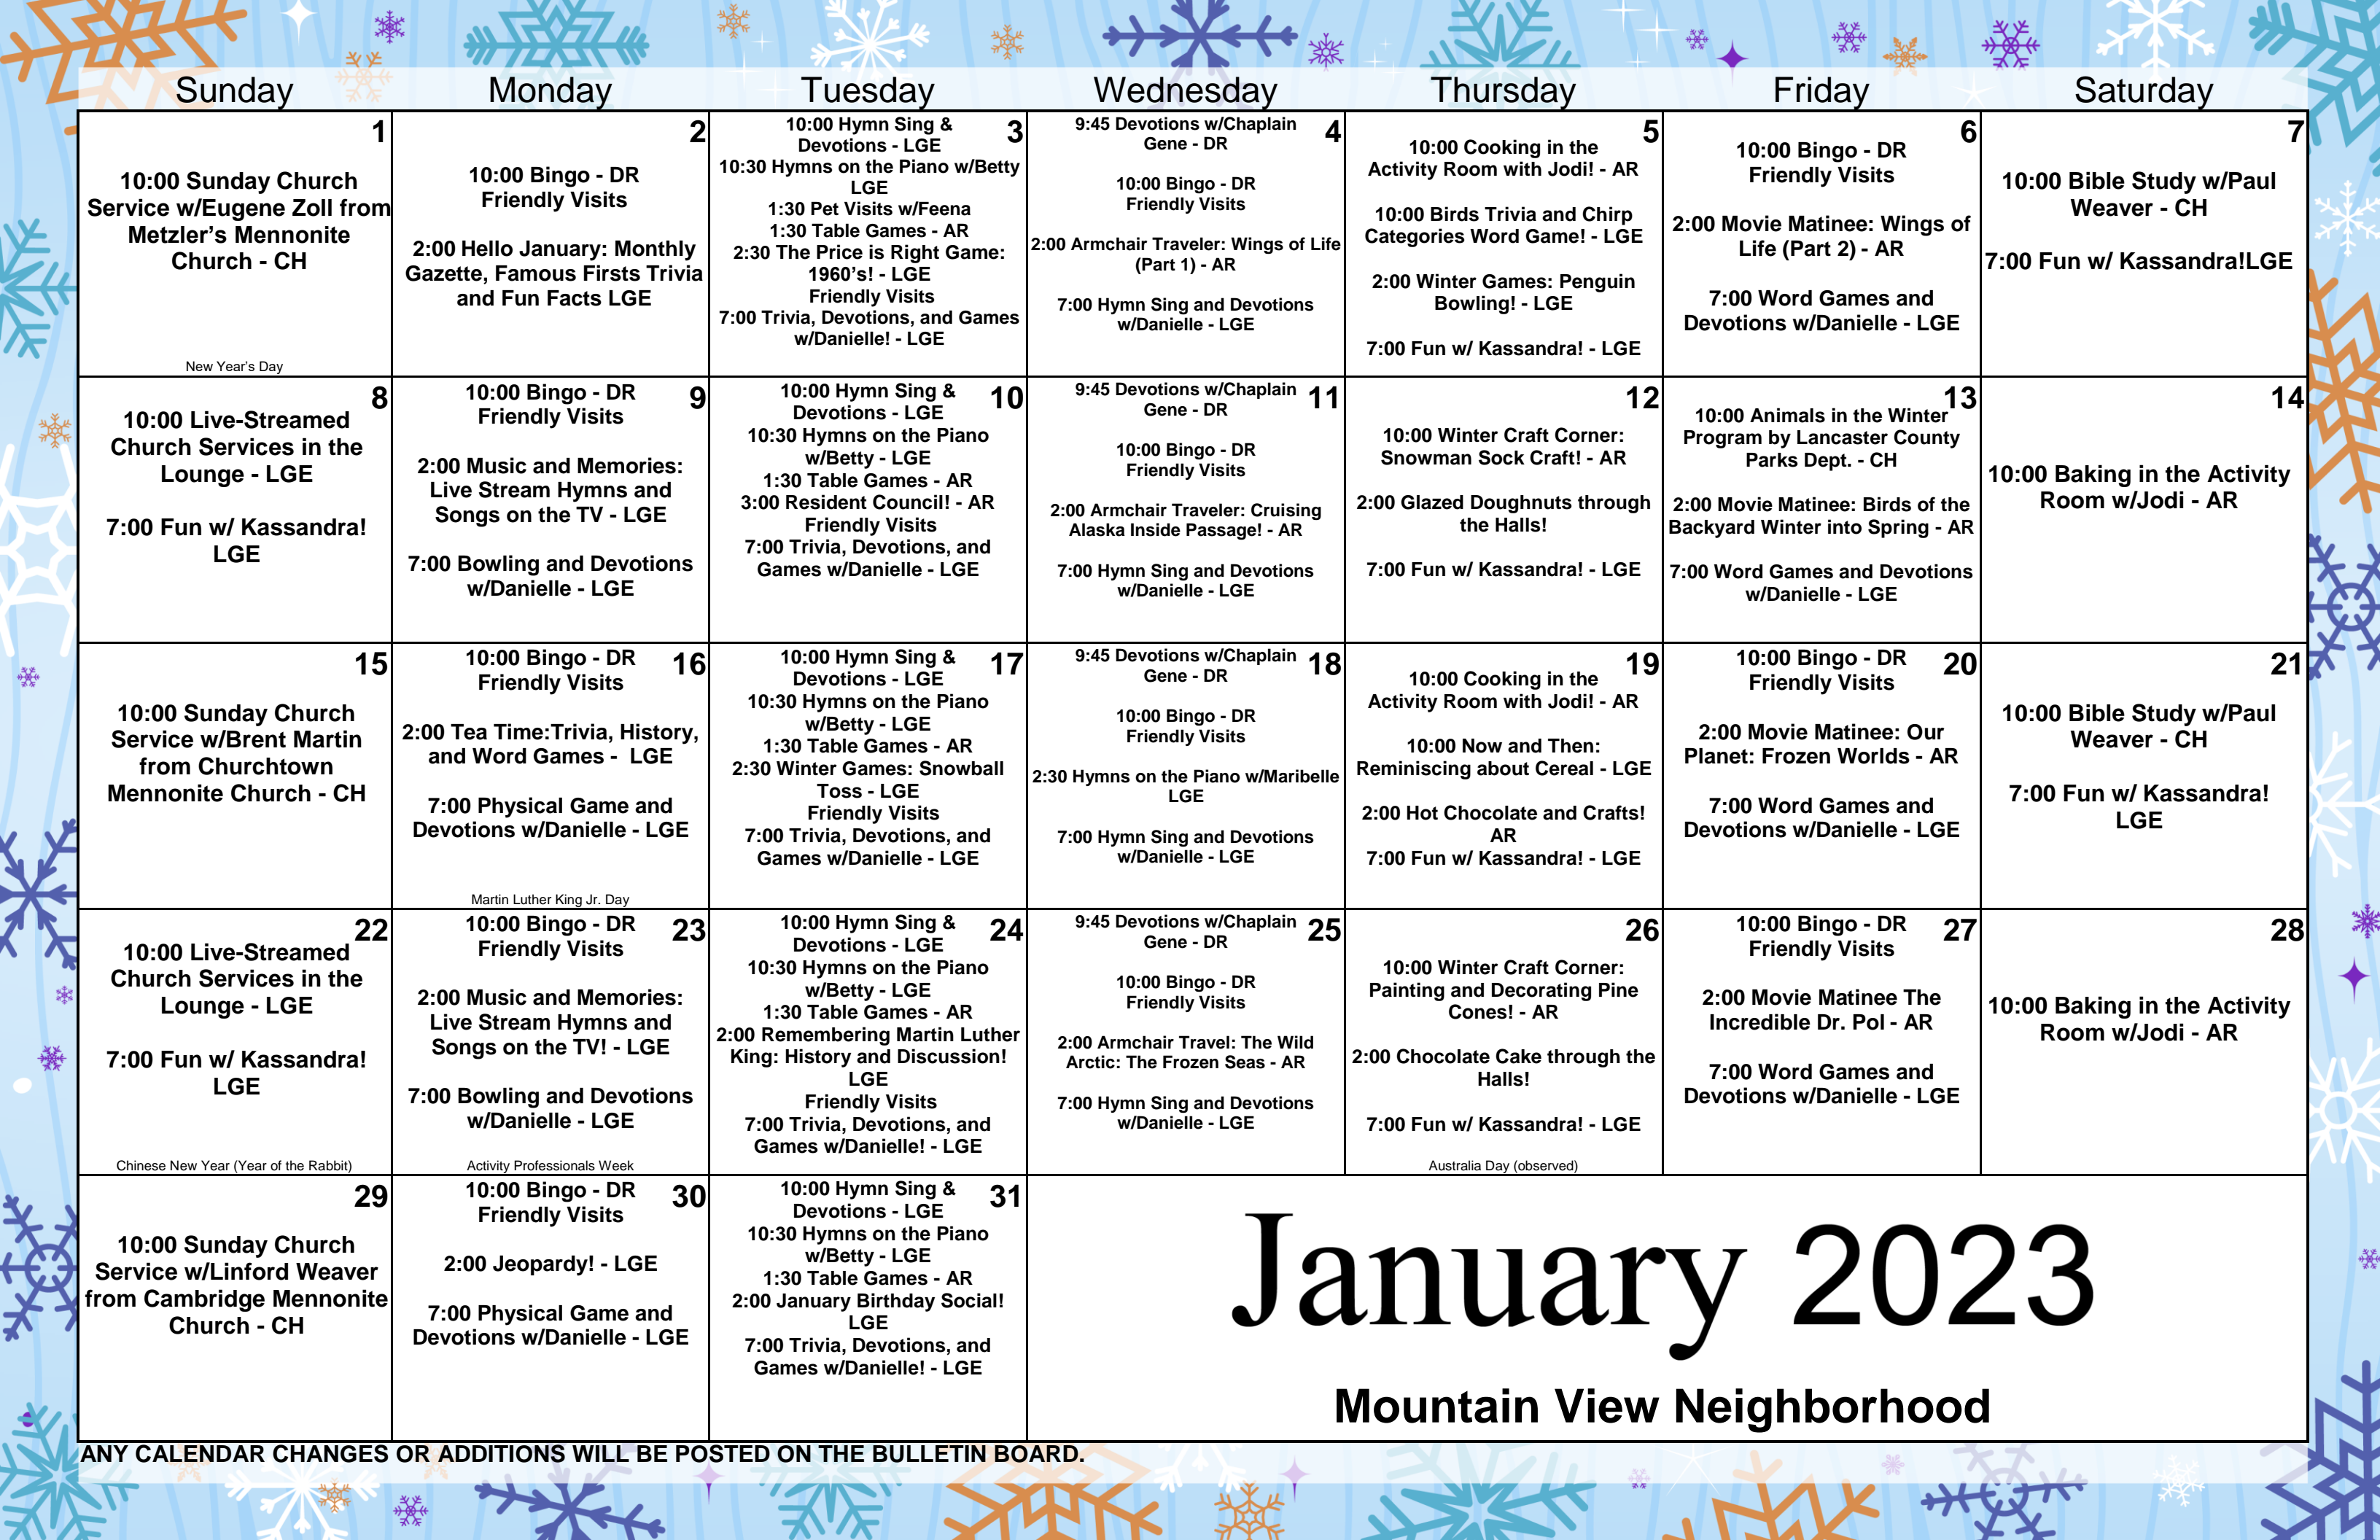 Sunday Monday Tuesday Wednesday Thursday Friday Saturday
1
10:00 Sunday Church
Service w/Eugene Zoll from
Metzler's Mennonite
Church - CH
New Year's Day
2
10:00 Bingo - DR
Friendly Visits
2:00 Hello January: Monthly
Gazette, Famous Firsts Trivia
and Fun Facts LGE
3
10:00 Hymn Sing &
Devotions - LGE
10:30 Hymns on the Piano w/Betty
LGE
1:30 Pet Visits w/Feena
1:30 Table Games - AR
2:30 The Price is Right Game:
1960's! - LGE
Friendly Visits
7:00 Trivia, Devotions, and Games
w/Danielle! - LGE
4
9:45 Devotions w/Chaplain
Gene - DR
10:00 Bingo - DR
Friendly Visits
2:00 Armchair Traveler: Wings of Life
(Part 1) - AR
7:00 Hymn Sing and Devotions
w/Danielle - LGE
5
10:00 Cooking in the
Activity Room with Jodi! - AR
10:00 Birds Trivia and Chirp
Categories Word Game! - LGE
2:00 Winter Games: Penguin
Bowling! - LGE
7:00 Fun w/ Kassandra! - LGE
6
10:00 Bingo - DR
Friendly Visits
2:00 Movie Matinee: Wings of
Life (Part 2) - AR
7:00 Word Games and
Devotions w/Danielle - LGE
7
10:00 Bible Study w/Paul
Weaver - CH
7:00 Fun w/ Kassandra!LGE
8
10:00 Live-Streamed
Church Services in the
Lounge - LGE
7:00 Fun w/ Kassandra!
LGE
9
10:00 Bingo - DR
Friendly Visits
2:00 Music and Memories:
Live Stream Hymns and
Songs on the TV - LGE
7:00 Bowling and Devotions
w/Danielle - LGE
10
10:00 Hymn Sing &
Devotions - LGE
10:30 Hymns on the Piano
w/Betty - LGE
1:30 Table Games - AR
3:00 Resident Council! - AR
Friendly Visits
7:00 Trivia, Devotions, and
Games w/Danielle - LGE
11
9:45 Devotions w/Chaplain
Gene - DR
10:00 Bingo - DR
Friendly Visits
2:00 Armchair Traveler: Cruising
Alaska Inside Passage! - AR
7:00 Hymn Sing and Devotions
w/Danielle - LGE
12
10:00 Winter Craft Corner:
Snowman Sock Craft! - AR
2:00 Glazed Doughnuts through
the Halls!
7:00 Fun w/ Kassandra! - LGE
13
10:00 Animals in the Winter
Program by Lancaster County
Parks Dept. - CH
2:00 Movie Matinee: Birds of the
Backyard Winter into Spring - AR
7:00 Word Games and Devotions
w/Danielle - LGE
14
10:00 Baking in the Activity
Room w/Jodi - AR
15
10:00 Sunday Church
Service w/Brent Martin
from Churchtown
Mennonite Church - CH
16
10:00 Bingo - DR
Friendly Visits
2:00 Tea Time:Trivia, History,
and Word Games - LGE
7:00 Physical Game and
Devotions w/Danielle - LGE
Martin Luther King Jr. Day
17
10:00 Hymn Sing &
Devotions - LGE
10:30 Hymns on the Piano
w/Betty - LGE
1:30 Table Games - AR
2:30 Winter Games: Snowball
Toss - LGE
Friendly Visits
7:00 Trivia, Devotions, and
Games w/Danielle - LGE
18
9:45 Devotions w/Chaplain
Gene - DR
10:00 Bingo - DR
Friendly Visits
2:30 Hymns on the Piano w/Maribelle
LGE
7:00 Hymn Sing and Devotions
w/Danielle - LGE
19
10:00 Cooking in the
Activity Room with Jodi! - AR
10:00 Now and Then:
Reminiscing about Cereal - LGE
2:00 Hot Chocolate and Crafts!
AR
7:00 Fun w/ Kassandra! - LGE
20
10:00 Bingo - DR
Friendly Visits
2:00 Movie Matinee: Our
Planet: Frozen Worlds - AR
7:00 Word Games and
Devotions w/Danielle - LGE
21
10:00 Bible Study w/Paul
Weaver - CH
7:00 Fun w/ Kassandra!
LGE
22
10:00 Live-Streamed
Church Services in the
Lounge - LGE
7:00 Fun w/ Kassandra!
LGE
Chinese New Year (Year of the Rabbit)
23
10:00 Bingo - DR
Friendly Visits
2:00 Music and Memories:
Live Stream Hymns and
Songs on the TV! - LGE
7:00 Bowling and Devotions
w/Danielle - LGE
Activity Professionals Week
24
10:00 Hymn Sing &
Devotions - LGE
10:30 Hymns on the Piano
w/Betty - LGE
1:30 Table Games - AR
2:00 Remembering Martin Luther
King: History and Discussion!
LGE
Friendly Visits
7:00 Trivia, Devotions, and
Games w/Danielle! - LGE
25
9:45 Devotions w/Chaplain
Gene - DR
10:00 Bingo - DR
Friendly Visits
2:00 Armchair Travel: The Wild
Arctic: The Frozen Seas - AR
7:00 Hymn Sing and Devotions
w/Danielle - LGE
26
10:00 Winter Craft Corner:
Painting and Decorating Pine
Cones! - AR
2:00 Chocolate Cake through the
Halls!
7:00 Fun w/ Kassandra! - LGE
Australia Day (observed)
27
10:00 Bingo - DR
Friendly Visits
2:00 Movie Matinee The
Incredible Dr. Pol - AR
7:00 Word Games and
Devotions w/Danielle - LGE
28
10:00 Baking in the Activity
Room w/Jodi - AR
29
10:00 Sunday Church
Service w/Linford Weaver
from Cambridge Mennonite
Church - CH
30
10:00 Bingo - DR
Friendly Visits
2:00 Jeopardy! - LGE
7:00 Physical Game and
Devotions w/Danielle - LGE
31
10:00 Hymn Sing &
Devotions - LGE
10:30 Hymns on the Piano
w/Betty - LGE
1:30 Table Games - AR
2:00 January Birthday Social!
LGE
7:00 Trivia, Devotions, and
Games w/Danielle! - LGE
January 2023
Mountain View Neighborhood
ANY CALENDAR CHANGES OR ADDITIONS WILL BE POSTED ON THE BULLETIN BOARD.